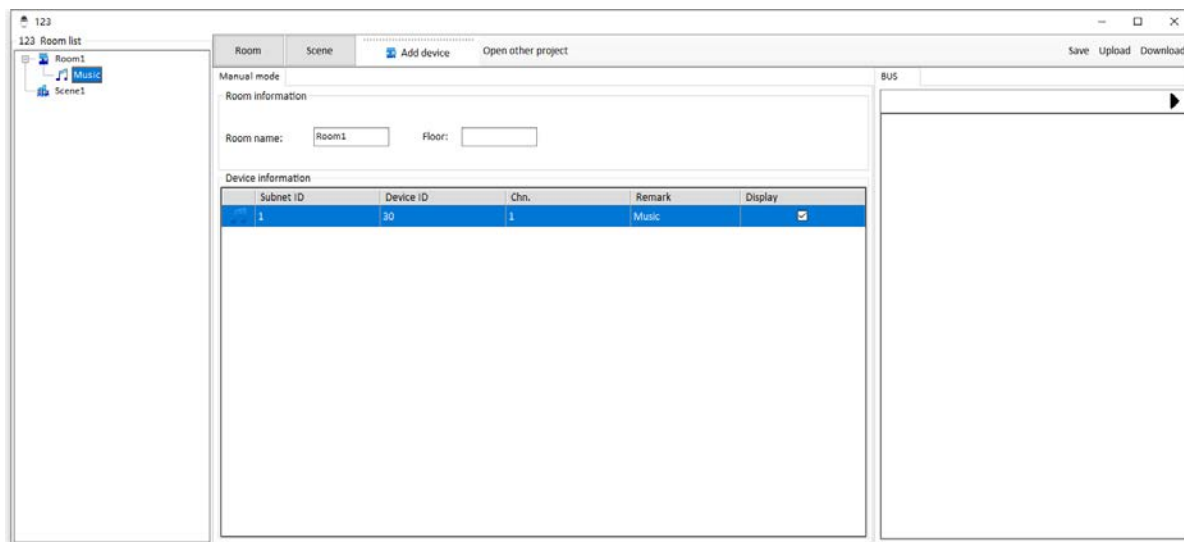 123
123 Room list
Room1
Music
Scene1
Room Scene Add device Open other project Save Upload Download
Manual mode
Room information
Room name: Room1 Floor:
Device information
Subnet ID Device ID Chn. Remark Display
1 30 1 Music
BUS